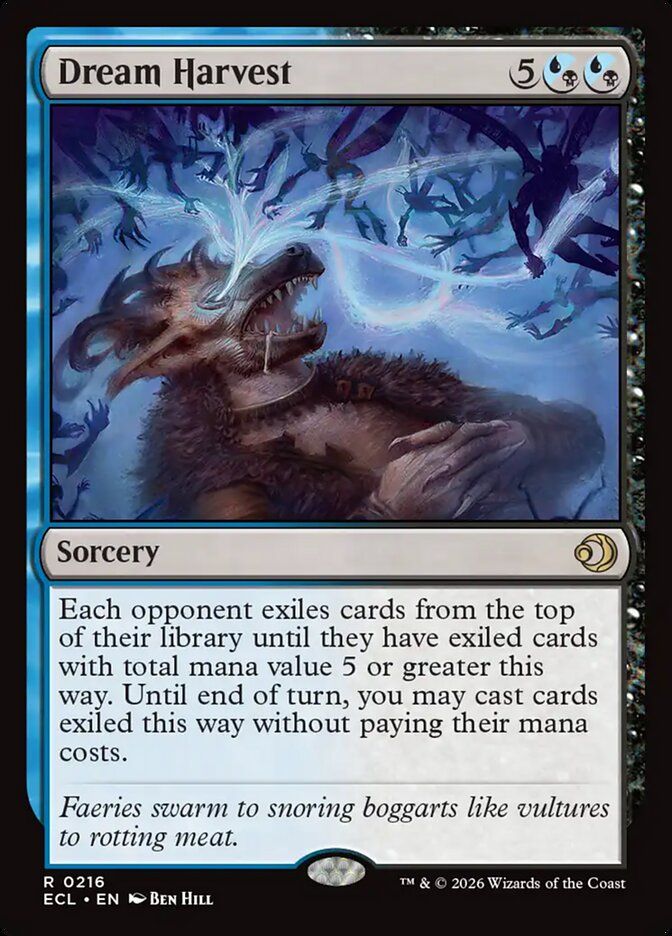 Dream Harvest 5
Sorcery
Each opponent exiles cards from the top
of their library until they have exiled cards
with total mana value 5 or greater this
way. Until end of turn, you may cast cards
exiled this way without paying their mana
costs.
Faeries swarm to snoring boggarts like vultures
to rotting meat.
R 0216
ECL • EN Ben Hill
™ & © 2026 Wizards of the Coast